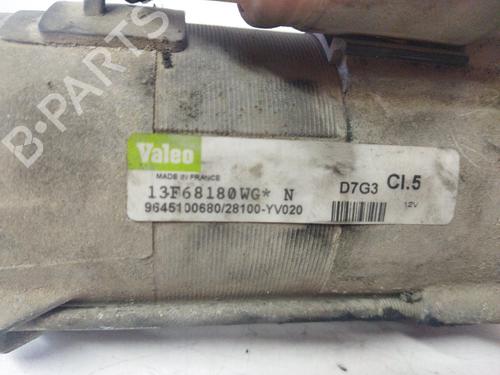 B-PARTS
Valeo
MADE IN FRANCE
13F68180WG* N
9645100680/28100-YV020
D7G3 Cl.5
12V